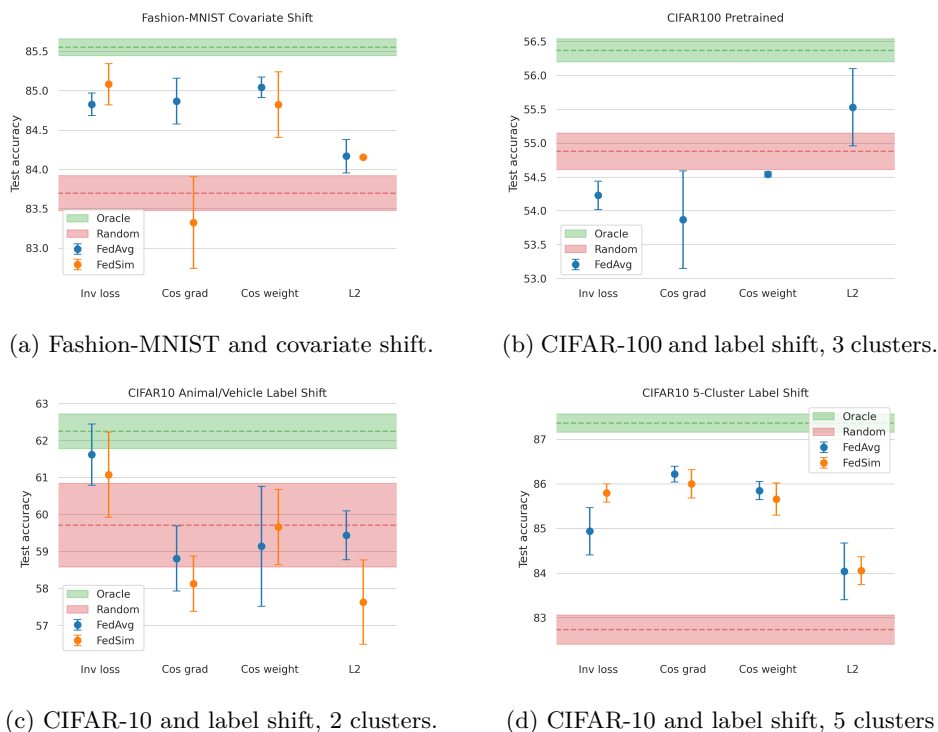 Fashion-MNIST Covariate Shift
Test accuracy
85.5
85.0
84.5
84.0
83.5
83.0
Oracle
Random
FedAvg
FedSim
Inv loss Cos grad Cos weight L2
(a) Fashion-MNIST and covariate shift.
CIFAR100 Pretrained
Test accuracy
56.5
56.0
55.5
55.0
54.5
54.0
53.5
53.0
Oracle
Random
FedAvg
Inv loss Cos grad Cos weight L2
(b) CIFAR-100 and label shift, 3 clusters.
CIFAR10 Animal/Vehicle Label Shift
Test accuracy
63
62
61
60
59
58
57
Oracle
Random
FedAvg
FedSim
Inv loss Cos grad Cos weight L2
(c) CIFAR-10 and label shift, 2 clusters.
CIFAR10 5-Cluster Label Shift
Test accuracy
87
86
85
84
83
Oracle
Random
FedAvg
FedSim
Inv loss Cos grad Cos weight L2
(d) CIFAR-10 and label shift, 5 clusters